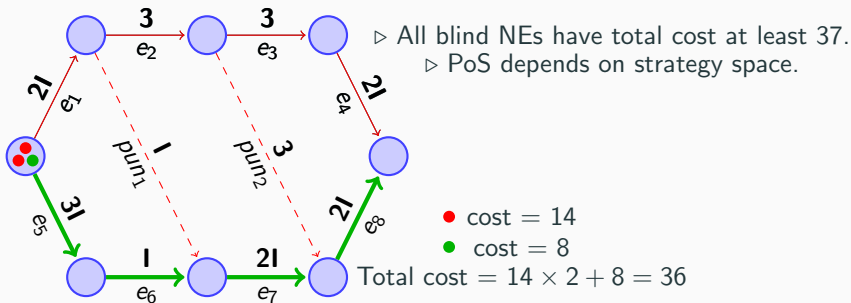 3
3
▷ All blind NEs have total cost at least 37.
e2
e3
▷ PoS depends on strategy space.
2l
e1
2l
e4
l
pun1
3
pun2
3l
e5
2l
e8
● cost = 14
● cost = 8
l
2l
Total cost = 14 × 2 + 8 = 36
e6
e7